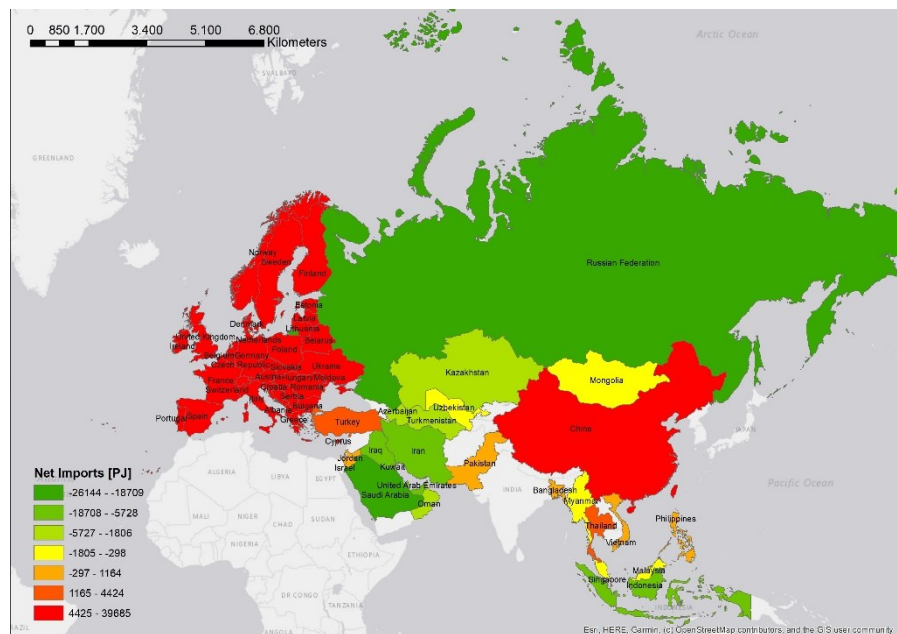 0 850 1.700 3.400 5.100 6.800
Kilometers
Arctic Ocean
SVALBARD
GREENLAND
Norway
Sweden
Finland
Russian Federation
Estonia
Latvia
Lithuania
Denmark
United Kingdom
Ireland
Netherlands
Belarus
Poland
Belgium
Germany
Czech Republic
Slovakia
Ukraine
Austria
Hungary
Moldova
France
Switzerland
Croatia
Romania
Serbia
Italy
Bulgaria
Albania
Portugal
Spain
Greece
Kazakhstan
Mongolia
Uzbekistan
Azerbaijan
Turkmenistan
Turkey
China
JAPAN
Cyprus
Iraq
Iran
Jordan
Israel
Kuwait
Pakistan
ALGERIA
LIBYA
EGYPT
United Arab Emirates
Saudi Arabia
Oman
INDIA
Bangladesh
Myanmar
Pacific Ocean
MALI
NIGER
CHAD
SUDAN
Thailand
Philippines
Vietnam
NIGERIA
ETHIOPIA
Malaysia
Singapore
Indonesia
INDONESIA
DR CONGO
TANZANIA
ANGOLA
BRAZIL
Net Imports [PJ]
-26144 - -18709
-18708 - -5728
-5727 - -1806
-1805 - -298
-297 - 1164
1165 - 4424
4425 - 39685
Esri, HERE, Garmin, (c) OpenStreetMap contributors, and the GIS user community